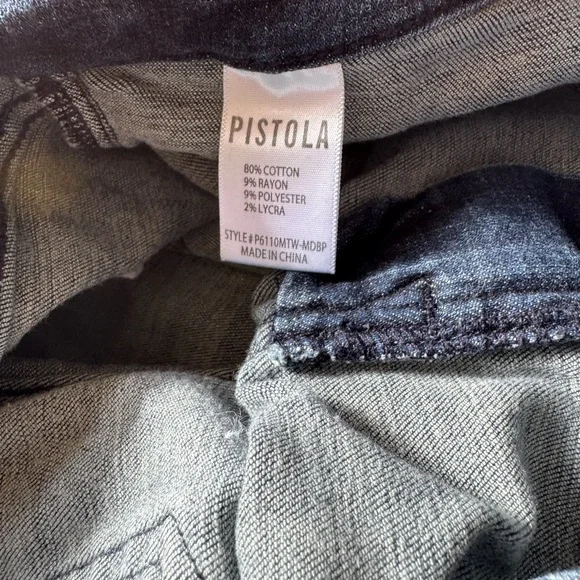 PISTOLA
80% COTTON
9% RAYON
9% POLYESTER
2% LYCRA
STYLE# P6110MTW-MDBP
MADE IN CHINA